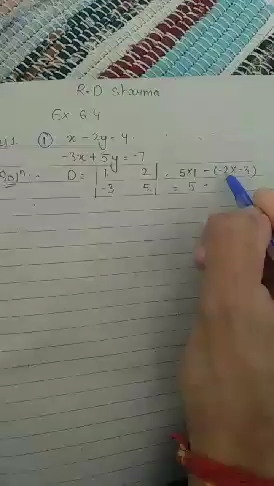 R.D Sharma
Ex 6.4
① x - 2y = 4
-3x + 5y = -7
Solⁿ. D = | 1 2 | = 5×1 - (-2×-3)
| -3 5 | = 5 -